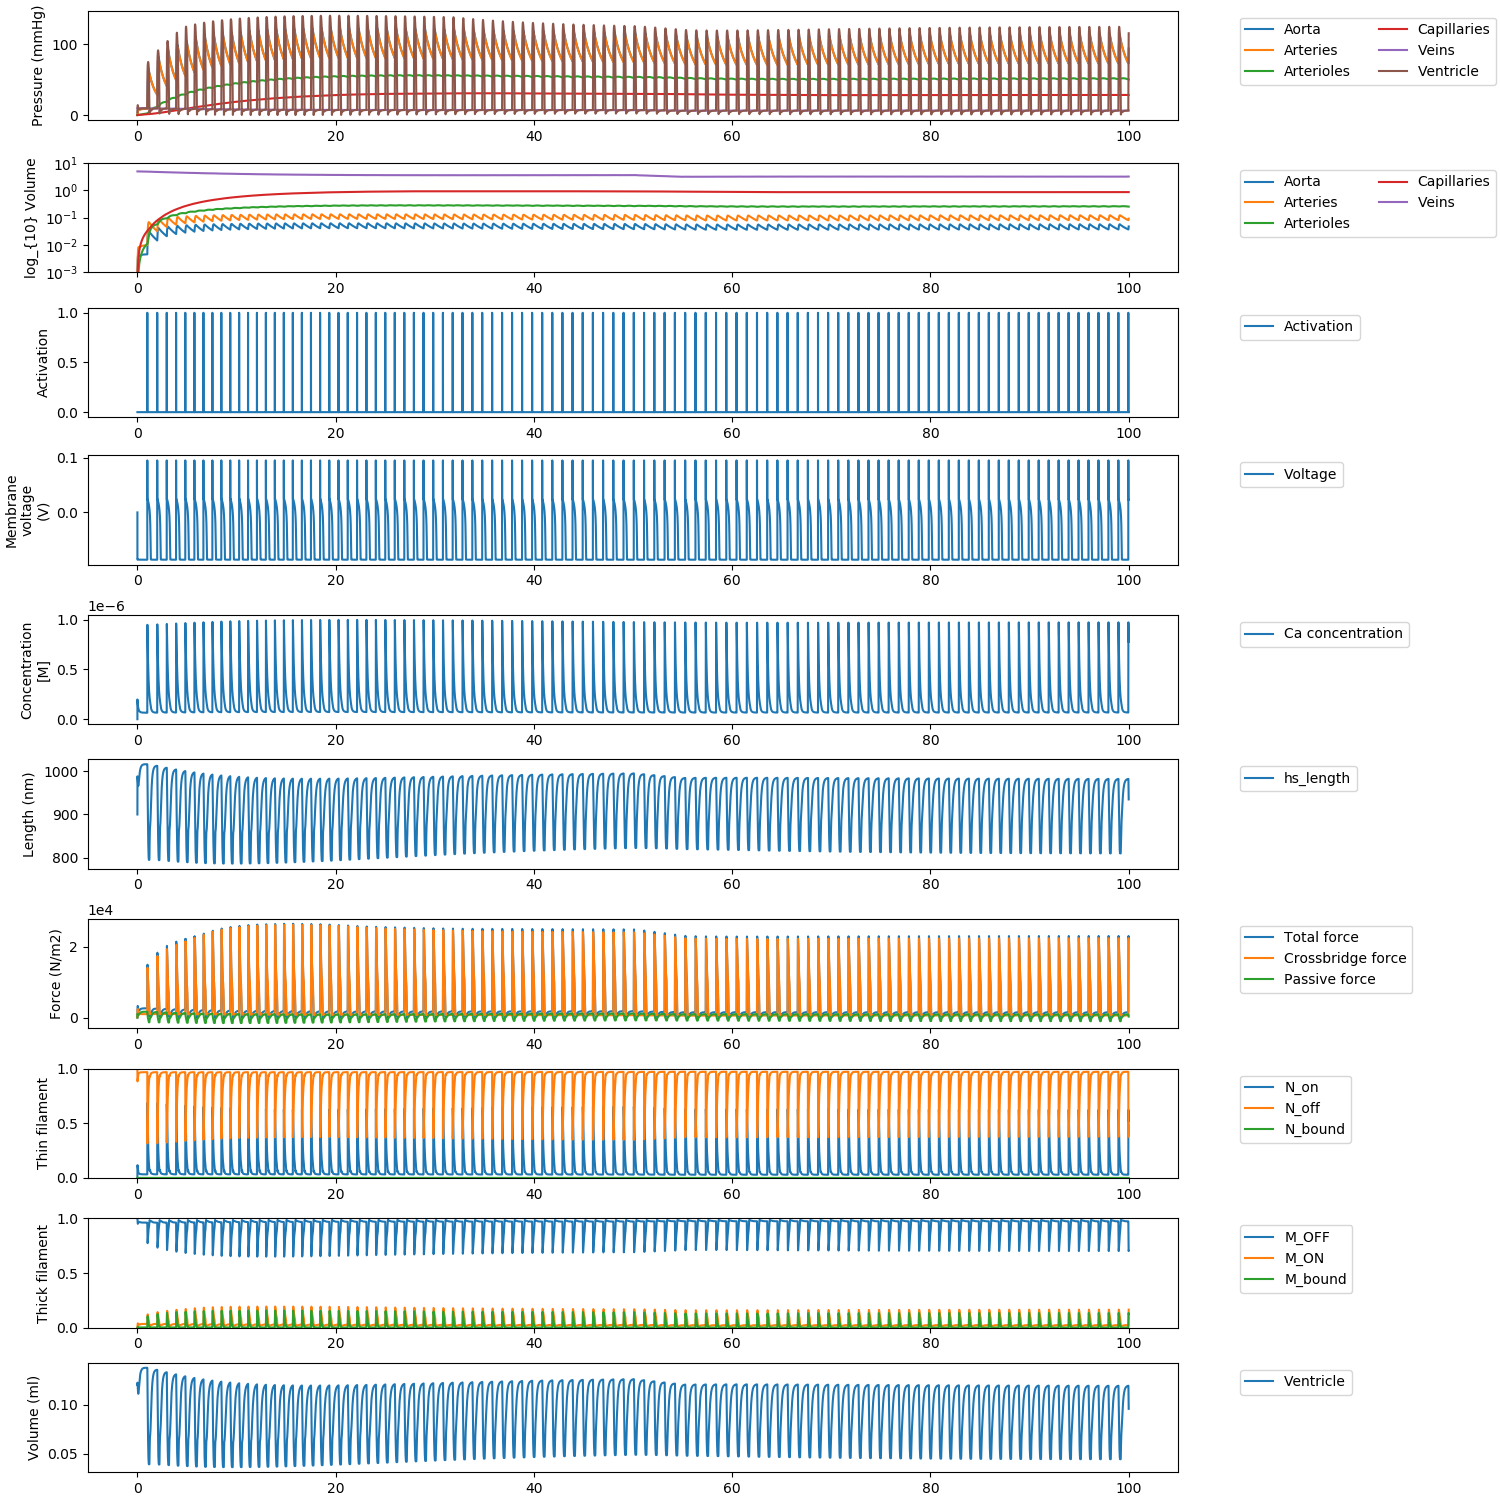 Pressure (mmHg)
100
0
0 20 40 60 80 100
Aorta Capillaries
Arteries Veins
Arterioles Ventricle
log_{10} Volume
10^1
10^0
10^−1
10^−2
10^−3
0 20 40 60 80 100
Aorta Capillaries
Arteries Veins
Arterioles
Activation
1.0
0.5
0.0
0 20 40 60 80 100
Activation
Membrane
voltage
(V)
0.1
0.0
0 20 40 60 80 100
Voltage
1e−6
Concentration
[M]
1.0
0.5
0.0
0 20 40 60 80 100
Ca concentration
Length (nm)
1000
900
800
0 20 40 60 80 100
hs_length
1e4
Force (N/m2)
2
0
0 20 40 60 80 100
Total force
Crossbridge force
Passive force
Thin filament
1.0
0.5
0.0
0 20 40 60 80 100
N_on
N_off
N_bound
Thick filament
1.0
0.5
0.0
0 20 40 60 80 100
M_OFF
M_ON
M_bound
Volume (ml)
0.10
0.05
0 20 40 60 80 100
Ventricle